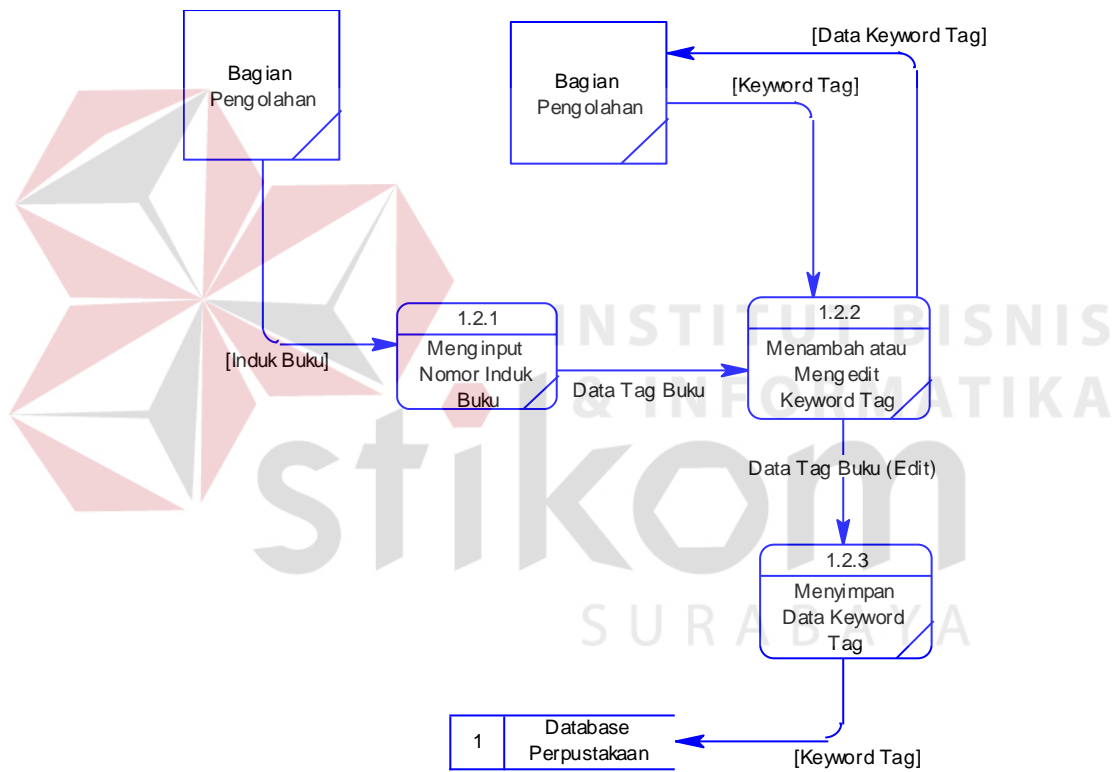 [Data Keyword Tag]
Bagian
Pengolahan
Bagian
Pengolahan
[Keyword Tag]
[Induk Buku]
1.2.1
Menginput
Nomor Induk
Buku
Data Tag Buku
1.2.2
Menambah atau
Mengedit
Keyword Tag
INSTITUT BISNIS
& INFORMATIKA
stikom
SURABAYA
Data Tag Buku (Edit)
1.2.3
Menyimpan
Data Keyword
Tag
1
Database
Perpustakaan
[Keyword Tag]